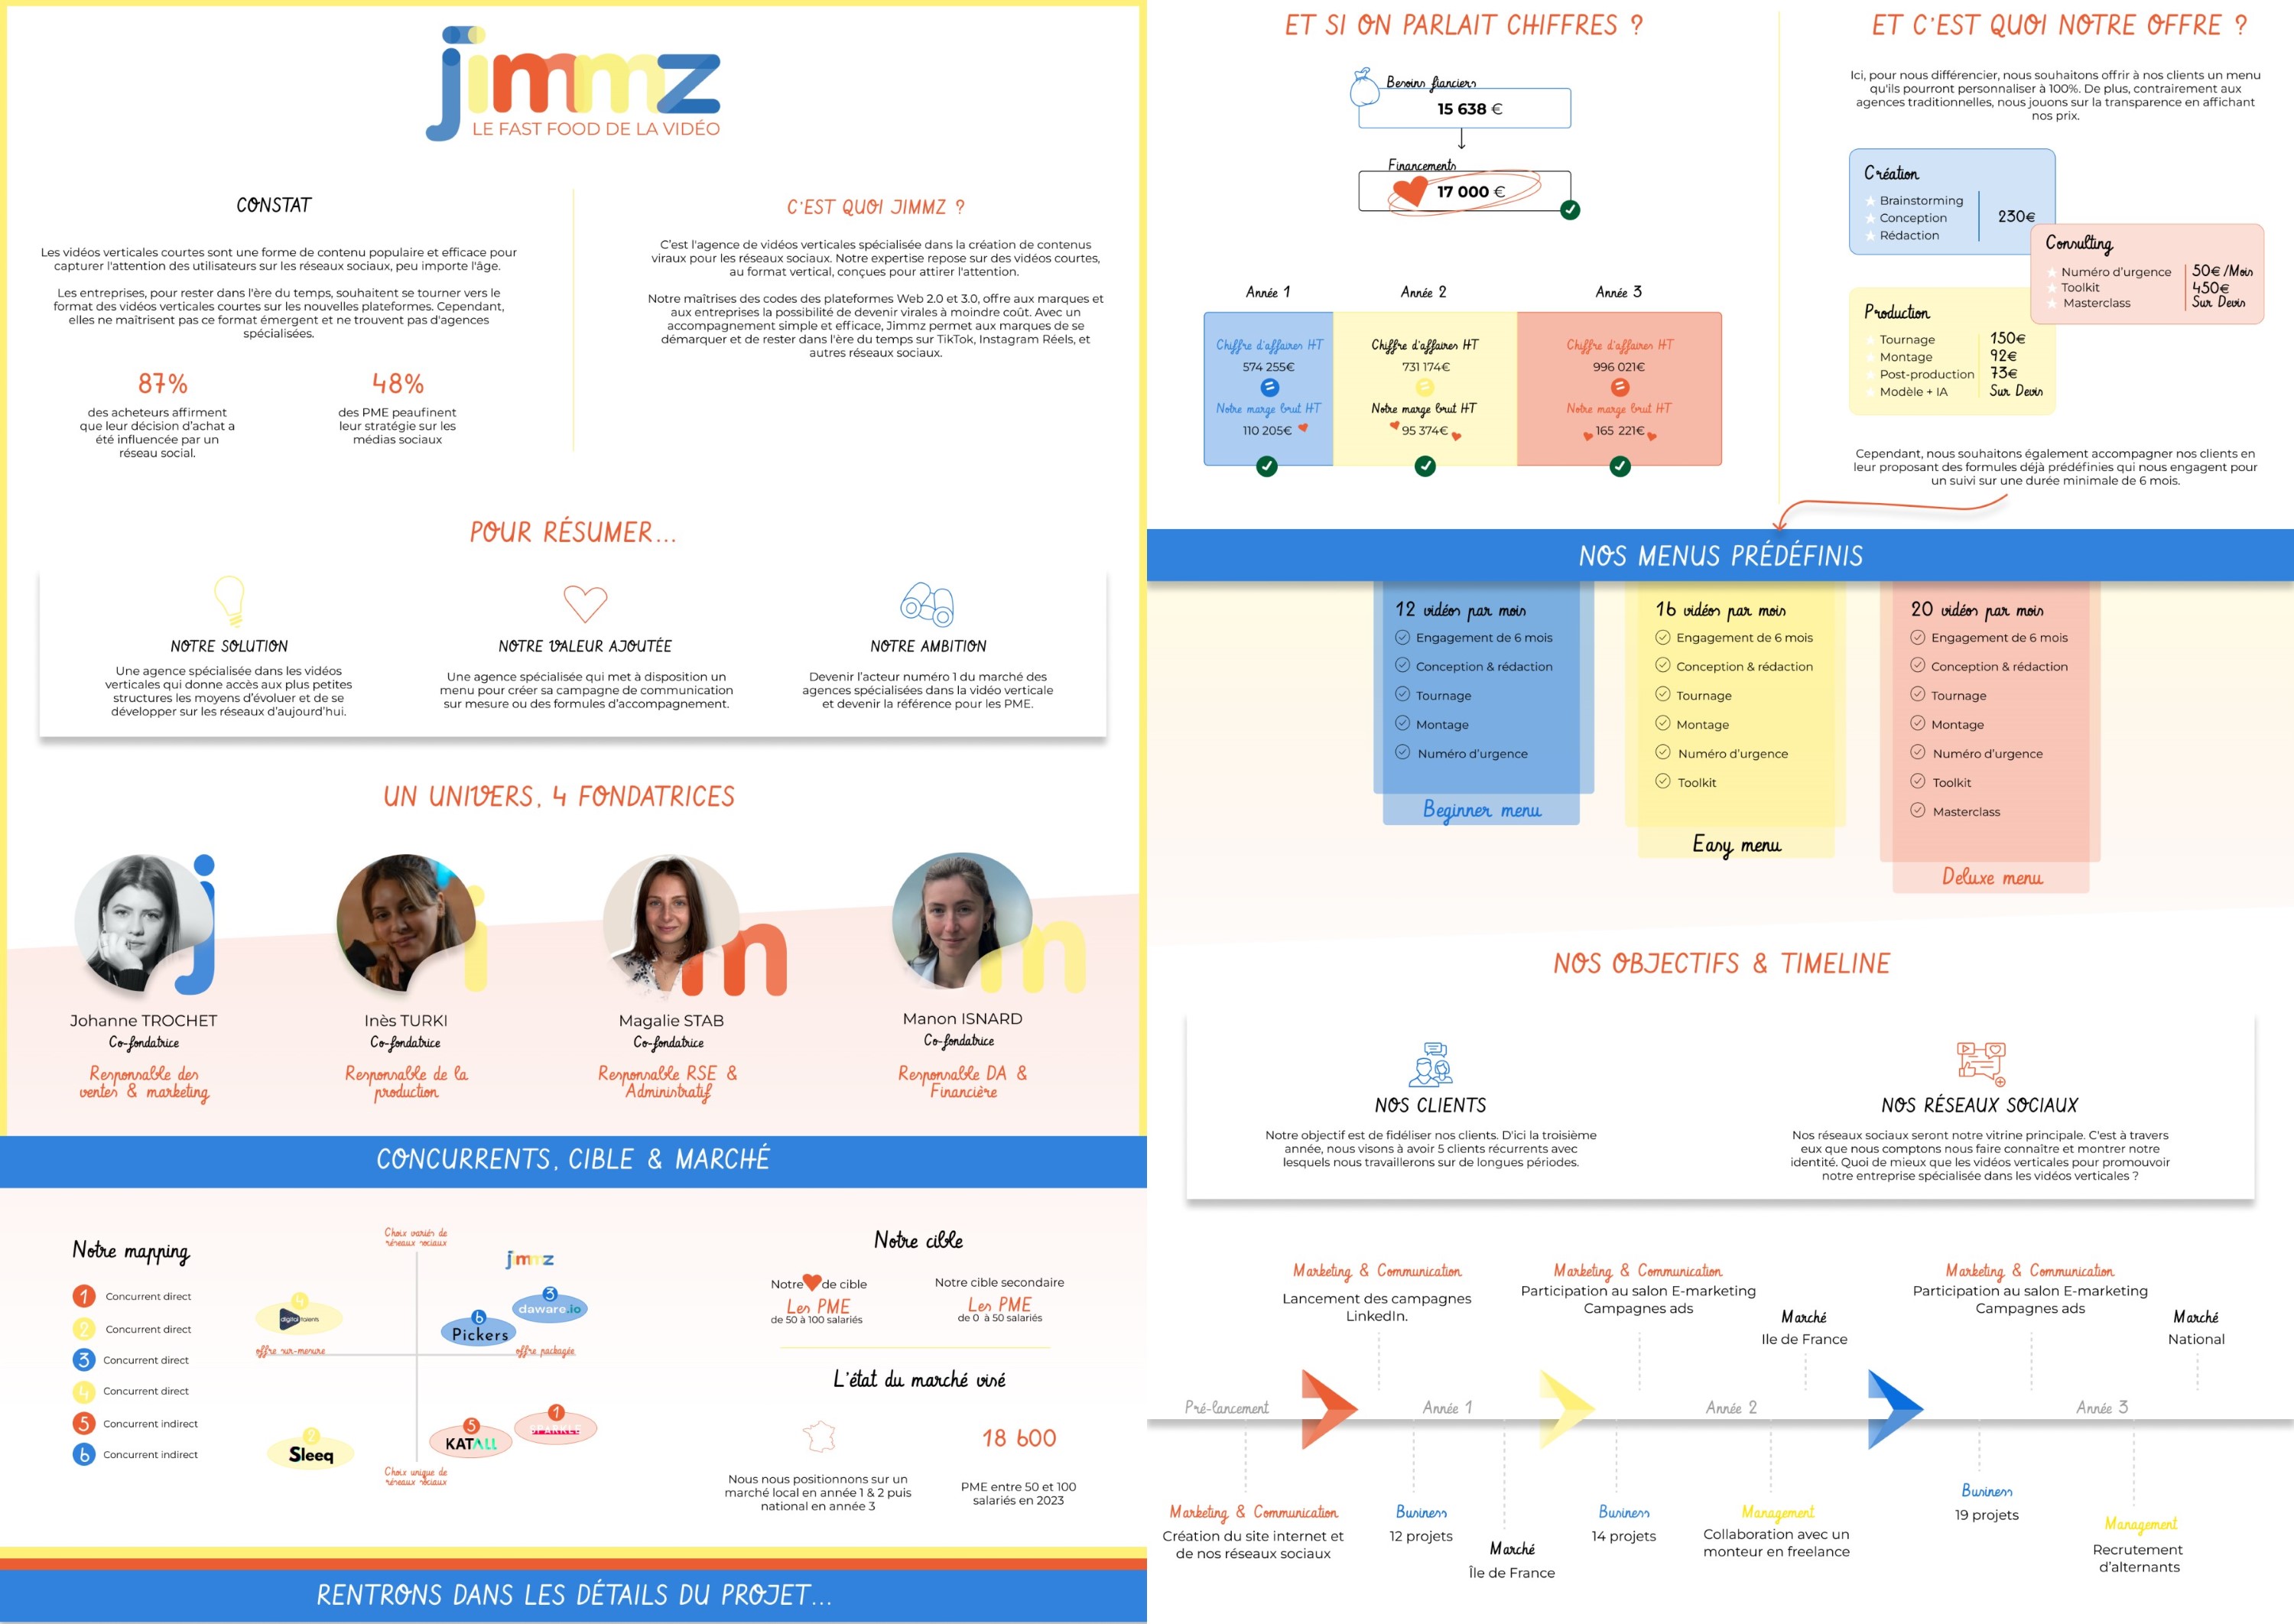 jimmz
LE FAST FOOD DE LA VIDÉO
CONSTAT
Les vidéos verticales courtes sont une forme de contenu populaire et efficace pour
capturer l'attention des utilisateurs sur les réseaux sociaux, peu importe l'âge.
Les entreprises, pour rester dans l'ère du temps, souhaitent se tourner vers le
format des vidéos verticales courtes sur les nouvelles plateformes. Cependant,
elles ne maîtrisent pas ce format émergent et ne trouvent pas d'agences
spécialisées.
87%
des acheteurs affirment
que leur décision d'achat a
été influencée par un
réseau social.
48%
des PME peaufinent
leur stratégie sur les
médias sociaux
C'EST QUOI JIMMZ ?
C'est l'agence de vidéos verticales spécialisée dans la création de contenus
viraux pour les réseaux sociaux. Notre expertise repose sur des vidéos courtes,
au format vertical, conçues pour attirer l'attention.
Notre maîtrises des codes des plateformes Web 2.0 et 3.0, offre aux marques et
aux entreprises la possibilité de devenir virales à moindre coût. Avec un
accompagnement simple et efficace, Jimmz permet aux marques de se
démarquer et de rester dans l'ère du temps sur TikTok, Instagram Réels, et
autres réseaux sociaux.
POUR RÉSUMER...
NOTRE SOLUTION
Une agence spécialisée dans les vidéos
verticales qui donne accès aux plus petites
structures les moyens d'évoluer et de se
développer sur les réseaux d'aujourd'hui.
NOTRE VALEUR AJOUTÉE
Une agence spécialisée qui met à disposition un
menu pour créer sa campagne de communication
sur mesure ou des formules d'accompagnement.
NOTRE AMBITION
Devenir l'acteur numéro 1 du marché des
agences spécialisées dans la vidéo verticale
et devenir la référence pour les PME.
UN UNIVERS, 4 FONDATRICES
j
Johanne TROCHET
Co-fondatrice
Responsable des
ventes & marketing
i
Inès TURKI
Co-fondatrice
Responsable de la
production
m
Magalie STAB
Co-fondatrice
Responsable RSE &
Administratif
m
Manon ISNARD
Co-fondatrice
Responsable DA &
Financière
CONCURRENTS, CIBLE & MARCHÉ
Notre mapping
1 Concurrent direct
2 Concurrent direct
3 Concurrent direct
4 Concurrent direct
5 Concurrent indirect
6 Concurrent indirect
Choix variés de
réseaux sociaux
jimmz
4
digital talents
3
daware.io
6
Pickers
offre sur-mesure
offre packagée
2
Sleeq
5
KATALL
1
SPARKLE
Choix unique de
réseaux sociaux
Notre cible
Notre de cible
Les PME
de 50 à 100 salariés
Notre cible secondaire
Les PME
de 0 à 50 salariés
L'état du marché visé
Nous nous positionnons sur un
marché local en année 1 & 2 puis
national en année 3
18 600
PME entre 50 et 100
salariés en 2023
RENTRONS DANS LES DÉTAILS DU PROJET...
ET SI ON PARLAIT CHIFFRES ?
Besoins fianciers
15 638 €
Financements
17 000 €
Année 1
Année 2
Année 3
Chiffre d'affaires HT
574 255€
=
Notre marge brut HT
110 205€
Chiffre d'affaires HT
731 174€
=
Notre marge brut HT
95 374€
Chiffre d'affaires HT
996 021€
=
Notre marge brut HT
165 221€
ET C'EST QUOI NOTRE OFFRE ?
Ici, pour nous différencier, nous souhaitons offrir à nos clients un menu
qu'ils pourront personnaliser à 100%. De plus, contrairement aux
agences traditionnelles, nous jouons sur la transparence en affichant
nos prix.
Création
Brainstorming
Conception
Rédaction
230€
Consulting
Numéro d'urgence 50€/Mois
Toolkit 450€
Masterclass Sur Devis
Production
Tournage 150€
Montage 92€
Post-production 73€
Modèle + IA Sur Devis
Cependant, nous souhaitons également accompagner nos clients en
leur proposant des formules déjà prédéfinies qui nous engagent pour
un suivi sur une durée minimale de 6 mois.
NOS MENUS PRÉDÉFINIS
12 vidéos par mois
Engagement de 6 mois
Conception & rédaction
Tournage
Montage
Numéro d'urgence
Beginner menu
16 vidéos par mois
Engagement de 6 mois
Conception & rédaction
Tournage
Montage
Numéro d'urgence
Toolkit
Easy menu
20 vidéos par mois
Engagement de 6 mois
Conception & rédaction
Tournage
Montage
Numéro d'urgence
Toolkit
Masterclass
Deluxe menu
NOS OBJECTIFS & TIMELINE
NOS CLIENTS
Notre objectif est de fidéliser nos clients. D'ici la troisième
année, nous visons à avoir 5 clients récurrents avec
lesquels nous travaillerons sur de longues périodes.
NOS RÉSEAUX SOCIAUX
Nos réseaux sociaux seront notre vitrine principale. C'est à travers
eux que nous comptons nous faire connaître et montrer notre
identité. Quoi de mieux que les vidéos verticales pour promouvoir
notre entreprise spécialisée dans les vidéos verticales ?
Marketing & Communication
Lancement des campagnes
LinkedIn.
Marketing & Communication
Participation au salon E-marketing
Campagnes ads
Marché
Ile de France
Marketing & Communication
Participation au salon E-marketing
Campagnes ads
Marché
National
Pré-lancement
Année 1
Année 2
Année 3
Marketing & Communication
Création du site internet et
de nos réseaux sociaux
Business
12 projets
Marché
Île de France
Business
14 projets
Management
Collaboration avec un
monteur en freelance
Business
19 projets
Management
Recrutement
d'alternants